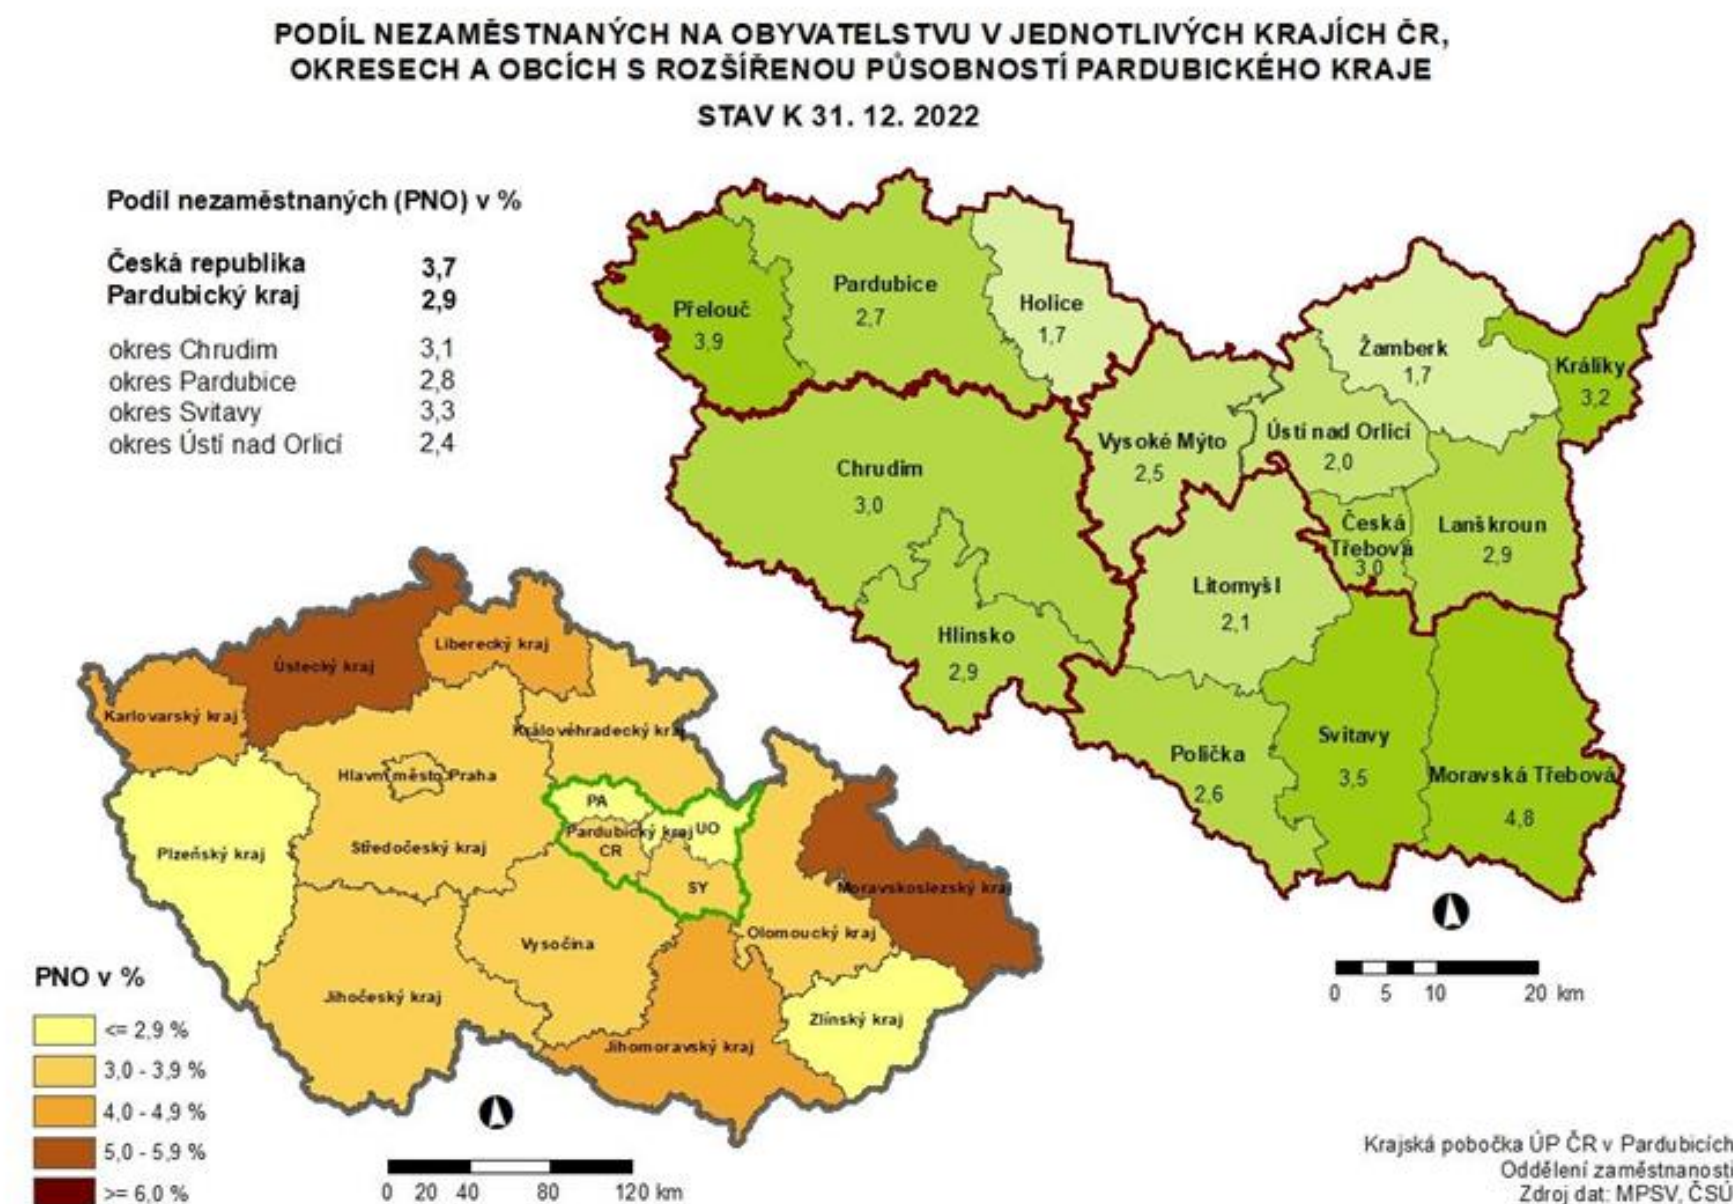 PODÍL NEZAMĚSTNANÝCH NA OBYVATELSTVU V JEDNOTLIVÝCH KRAJÍCH ČR,
OKRESECH A OBCÍCH S ROZŠÍŘENOU PŮSOBNOSTÍ PARDUBICKÉHO KRAJE
STAV K 31. 12. 2022
Podíl nezaměstnaných (PNO) v %
Česká republika 3,7
Pardubický kraj 2,9
okres Chrudim 3,1
okres Pardubice 2,8
okres Svitavy 3,3
okres Ústí nad Orlicí 2,4
Přelouč
3,9
Pardubice
2,7
Holice
1,7
Žamberk
1,7
Králíky
3,2
Vysoké Mýto
2,5
Ústí nad Orlicí
2,0
Chrudim
3,0
Česká
Třebová
3,0
Lanškroun
2,9
Litomyšl
2,1
Hlinsko
2,9
Polička
2,6
Svitavy
3,5
Moravská Třebová
4,8
0 5 10 20 km
Ústecký kraj
Liberecký kraj
Karlovarský kraj
Královéhradecký kraj
Hlavní město Praha
PA
Pardubický kraj
UO
CR
SY
Středočeský kraj
Plzeňský kraj
Moravskoslezský kraj
Vysočina
Olomoucký kraj
Jihočeský kraj
Zlínský kraj
Jihomoravský kraj
PNO v %
<= 2,9 %
3,0 - 3,9 %
4,0 - 4,9 %
5,0 - 5,9 %
>= 6,0 %
0 20 40 80 120 km
Krajská pobočka ÚP ČR v Pardubicích
Oddělení zaměstnanosti
Zdroj dat: MPSV, ČSÚ